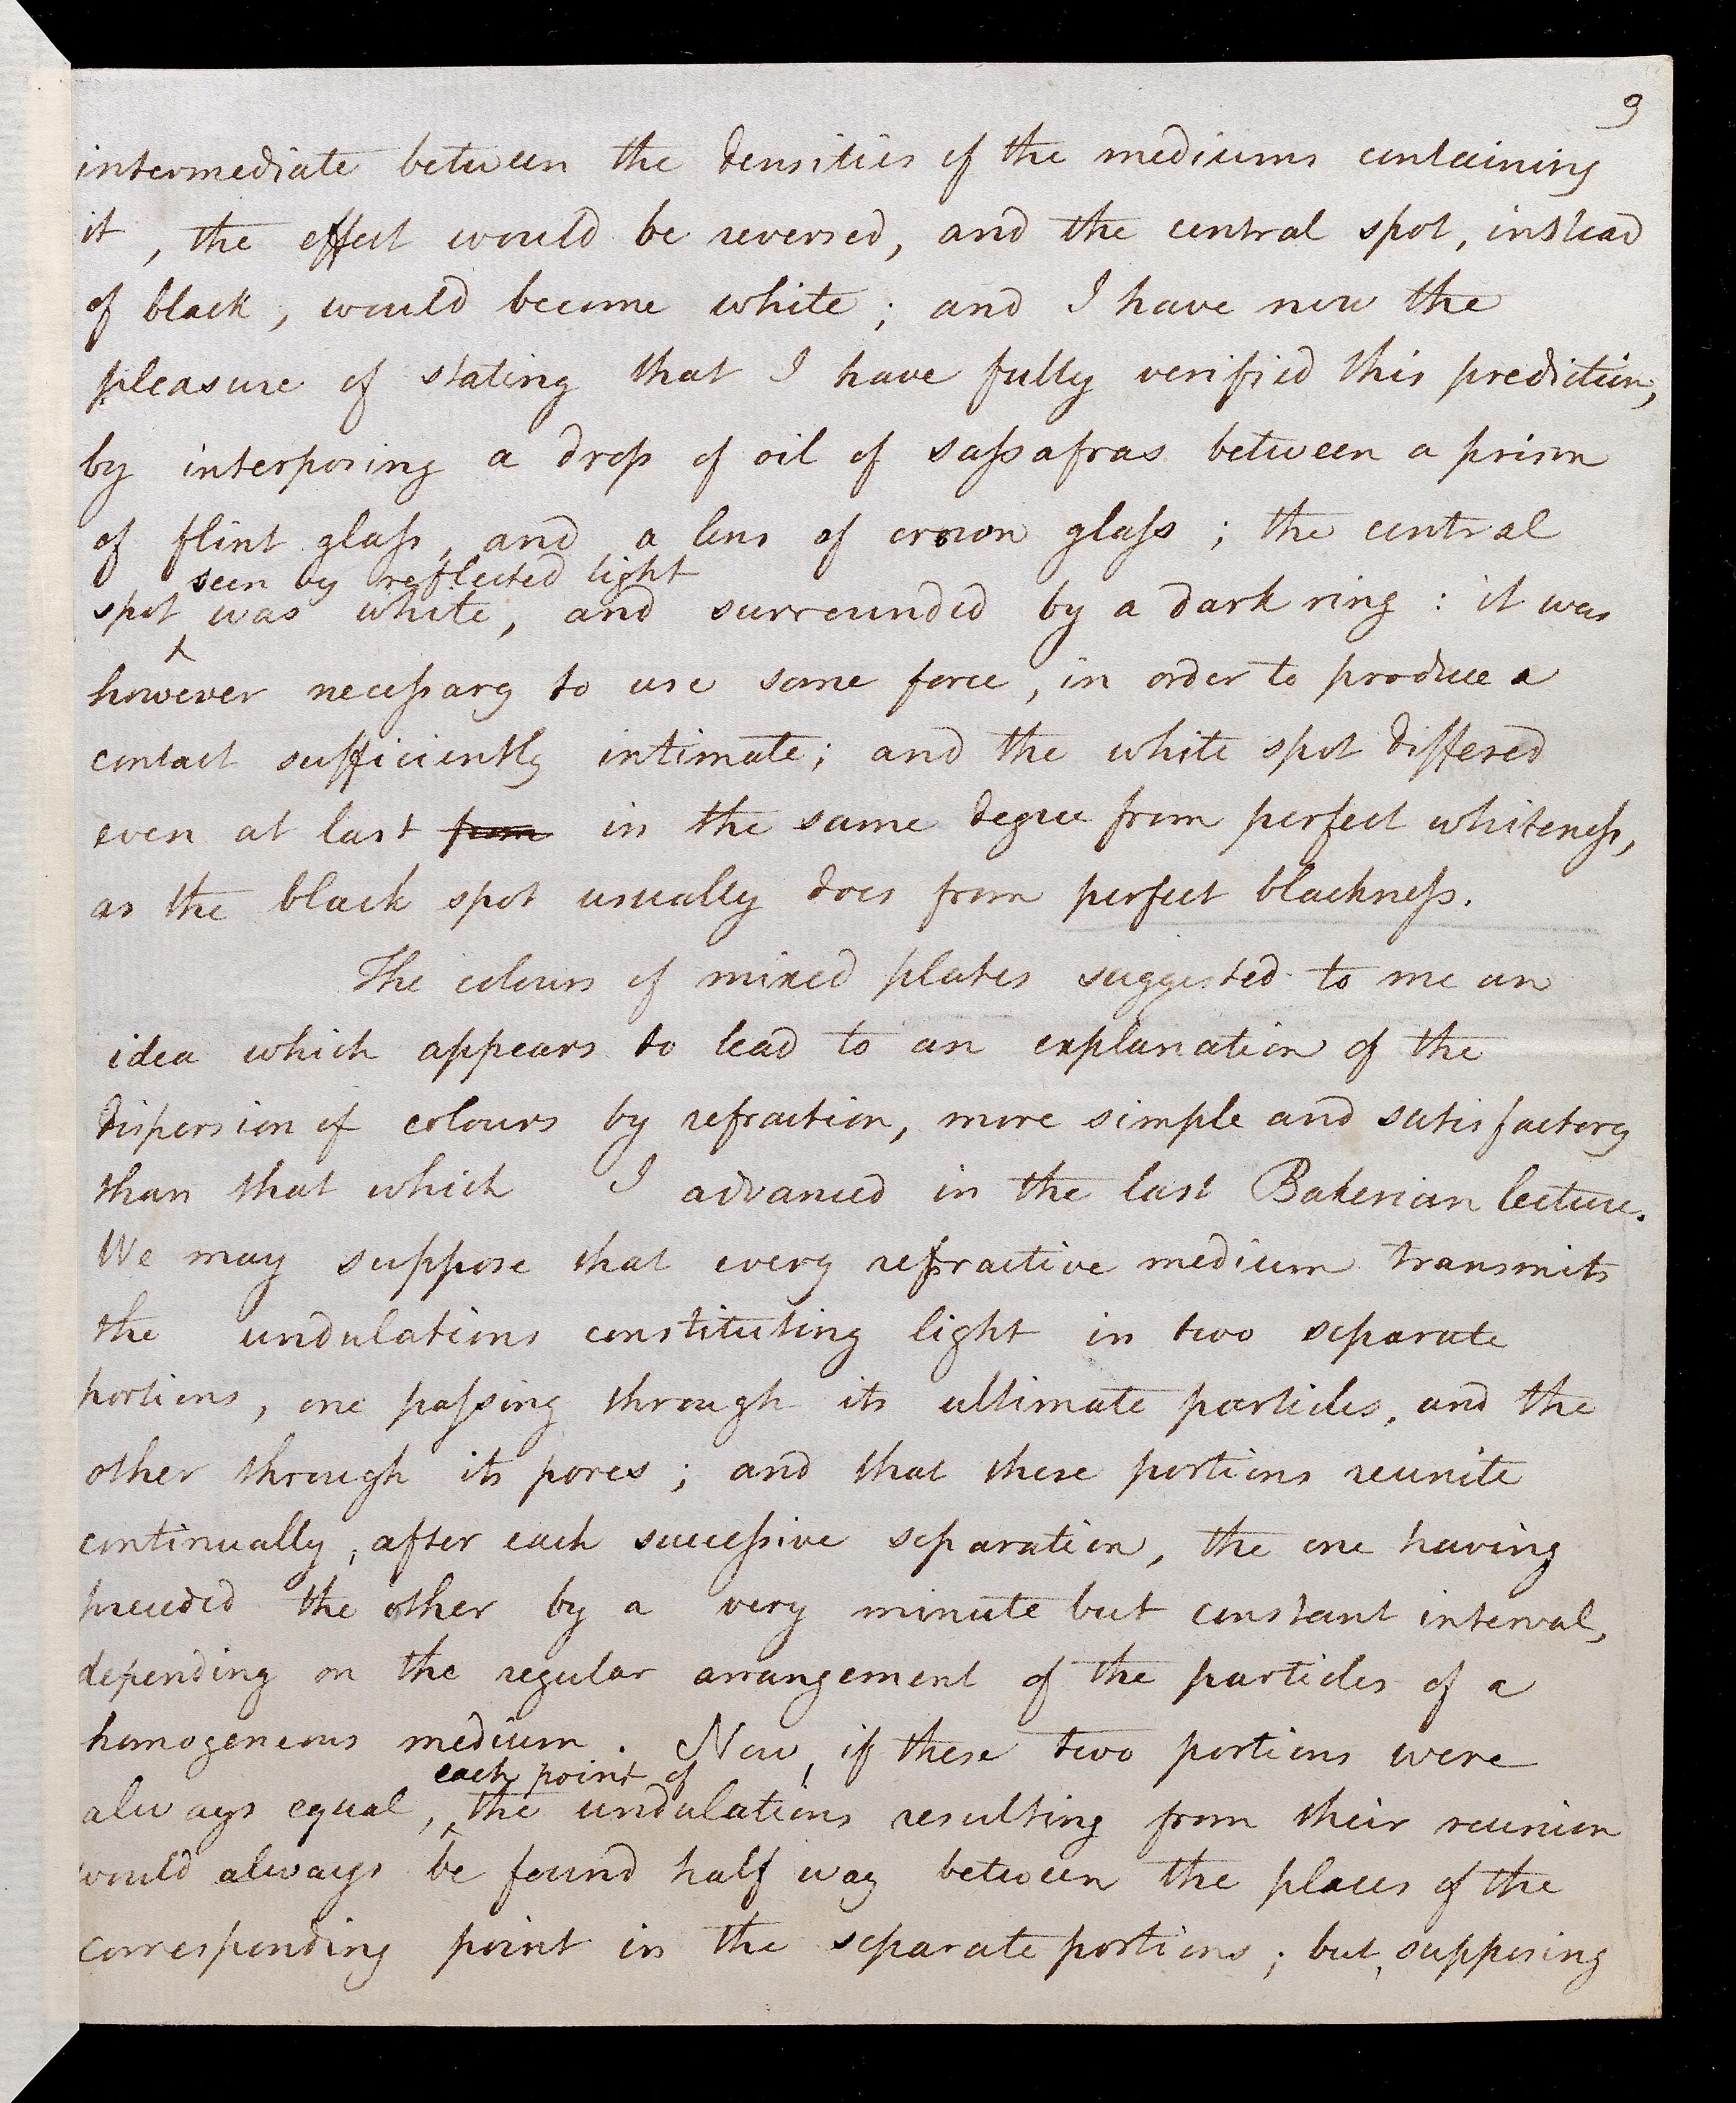 9
intermediate between the densities of the mediums containing
it, the effect would be reversed, and the central spot, instead
of black, would become white; and I have now the
pleasure of stating that I have fully verified this prediction,
by interposing a drop of oil of saſsafras between a prism
of flint glaſs, and a lens of crown glaſs; the central
seen by reflected light
spot was white, and surrounded by a dark ring: it was
however neceſsary to use some force, in order to produce a
contact sufficiently intimate; and the white spot differed
even at last from in the same degree from perfect whiteneſs,
as the black spot usually does from perfect blackneſs.
The colours of mixed plates suggested to me an
idea which appears to lead to an explanation of the
dispersion of colours by refraction, more simple and satisfactory
than that which I advanced in the last Bakerian lecture.
We may suppose that every refractive medium transmits
the undulations constituting light in two separate
portions, one paſsing through its ultimate particles, and the
other through its pores; and that these portions reunite
continually, after each succeſsive separation, the one having
preceded the other by a very minute but constant interval,
depending on the regular arrangement of the particles of a
homogeneous medium. Now, if these two portions were
each point of
always equal, the undulations resulting from their reunion
would always be found half way between the places of the
corresponding point in the separate portions; but, supposing